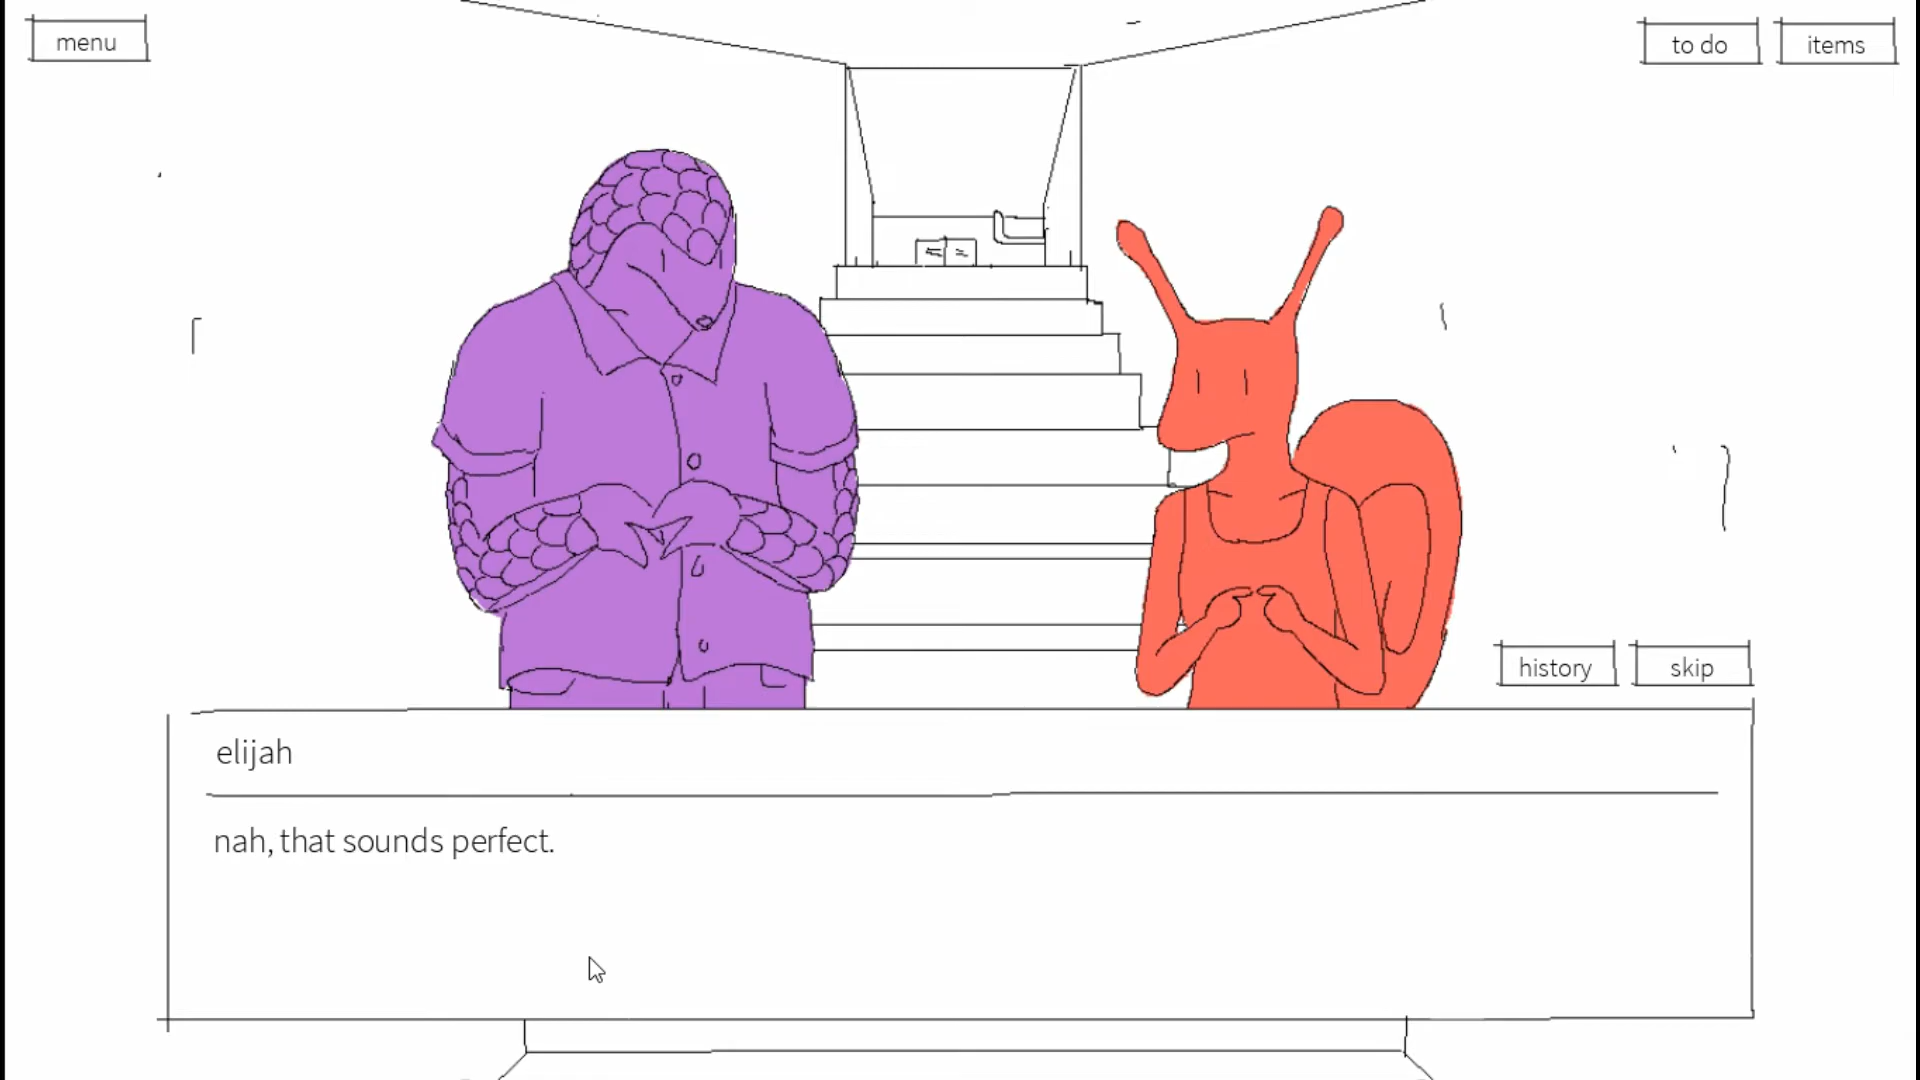 menu
to do
items
history
skip
elijah
nah, that sounds perfect.